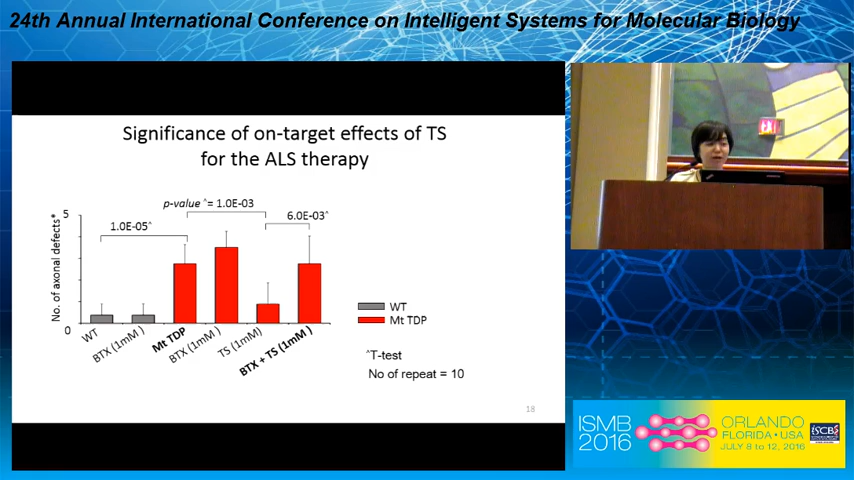 24th Annual International Conference on Intelligent Systems for Molecular Biology
Significance of on-target effects of TS
for the ALS therapy
No. of axonal defects*
5
0
1.0E-05^
p-value ^= 1.0E-03
6.0E-03^
WT
BTX (1mM )
Mt TDP
BTX (1mM )
TS (1mM)
BTX + TS (1mM )
WT
Mt TDP
^T-test
No of repeat = 10
18
ISMB
2016
ORLANDO
FLORIDA • USA
JULY 8 to 12, 2016
ISCB